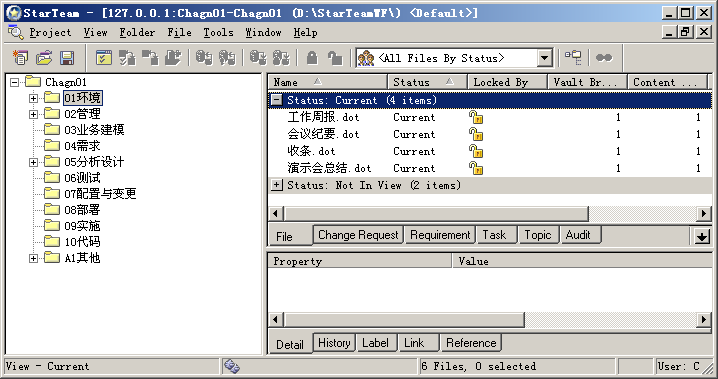 StarTeam - [127.0.0.1:Chagn01-Chagn01 (D:\StarTeamWF\) <Default>]
Project View Folder File Tools Window Help
<All Files By Status>
Chagn01
01环境
02管理
03业务建模
04需求
05分析设计
06测试
07配置与变更
08部署
09实施
10代码
A1其他
Name Status Locked By Vault Br... Content ...
Status: Current (4 items)
工作周报.dot Current 1 1
会议纪要.dot Current 1 1
收条.dot Current 1 1
演示会总结.dot Current 1 1
Status: Not In View (2 items)
File Change Request Requirement Task Topic Audit
Property Value
Detail History Label Link Reference
View - Current 6 Files, 0 selected User: C